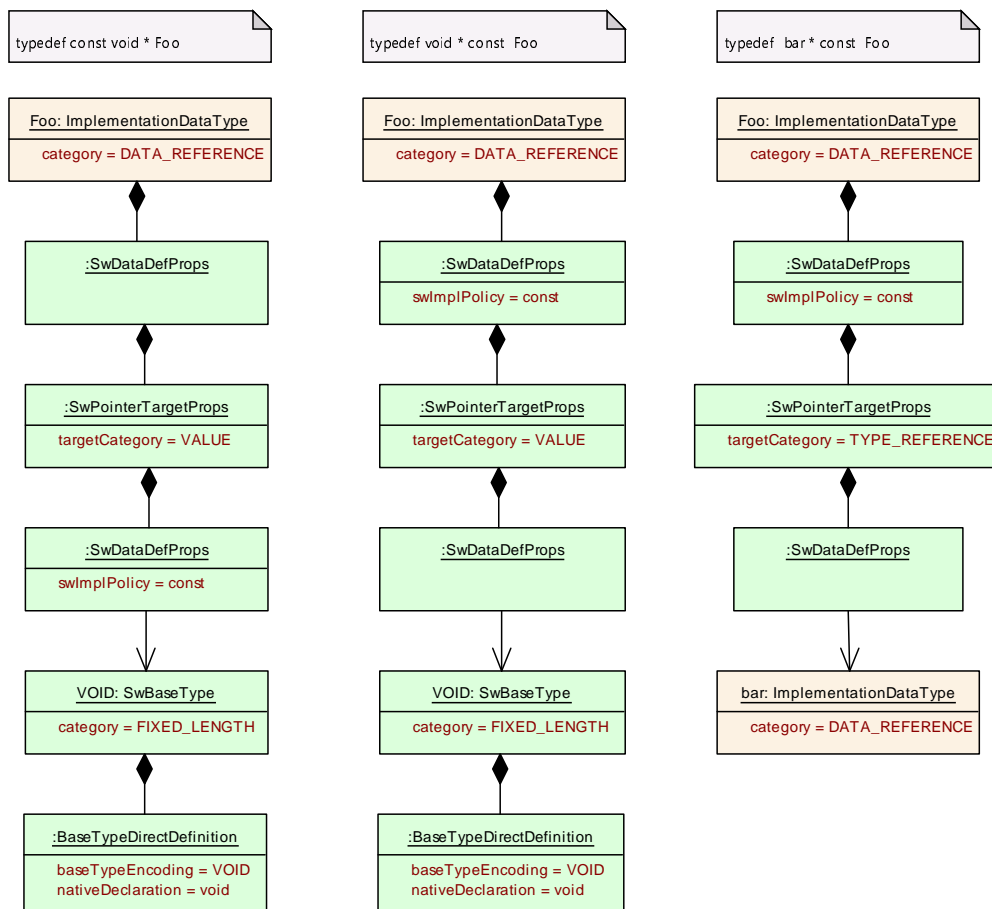 typedef const void * Foo
Foo: ImplementationDataType
category = DATA_REFERENCE
:SwDataDefProps
:SwPointerTargetProps
targetCategory = VALUE
:SwDataDefProps
swImplPolicy = const
VOID: SwBaseType
category = FIXED_LENGTH
:BaseTypeDirectDefinition
baseTypeEncoding = VOID
nativeDeclaration = void
typedef void * const Foo
Foo: ImplementationDataType
category = DATA_REFERENCE
:SwDataDefProps
swImplPolicy = const
:SwPointerTargetProps
targetCategory = VALUE
:SwDataDefProps
VOID: SwBaseType
category = FIXED_LENGTH
:BaseTypeDirectDefinition
baseTypeEncoding = VOID
nativeDeclaration = void
typedef bar * const Foo
Foo: ImplementationDataType
category = DATA_REFERENCE
:SwDataDefProps
swImplPolicy = const
:SwPointerTargetProps
targetCategory = TYPE_REFERENCE
:SwDataDefProps
bar: ImplementationDataType
category = DATA_REFERENCE